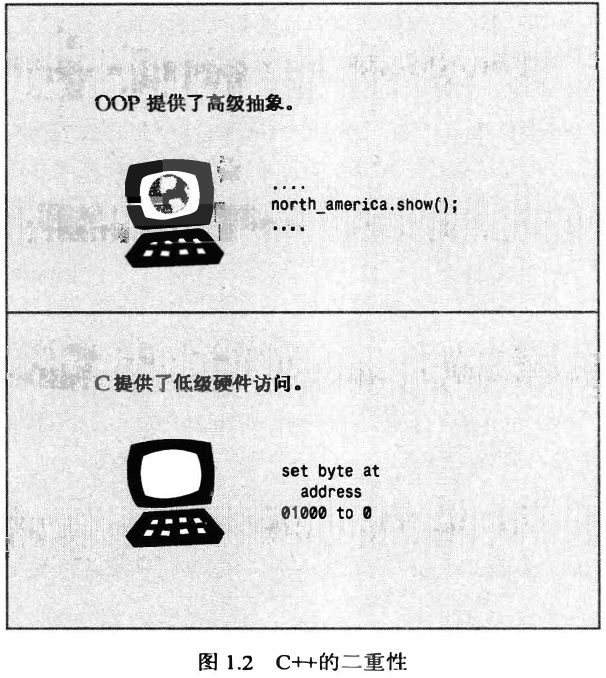 OOP 提供了高级抽象。
....
north_america.show();
....
C提供了低级硬件访问。
set byte at
address
01000 to 0
图 1.2 C++的二重性